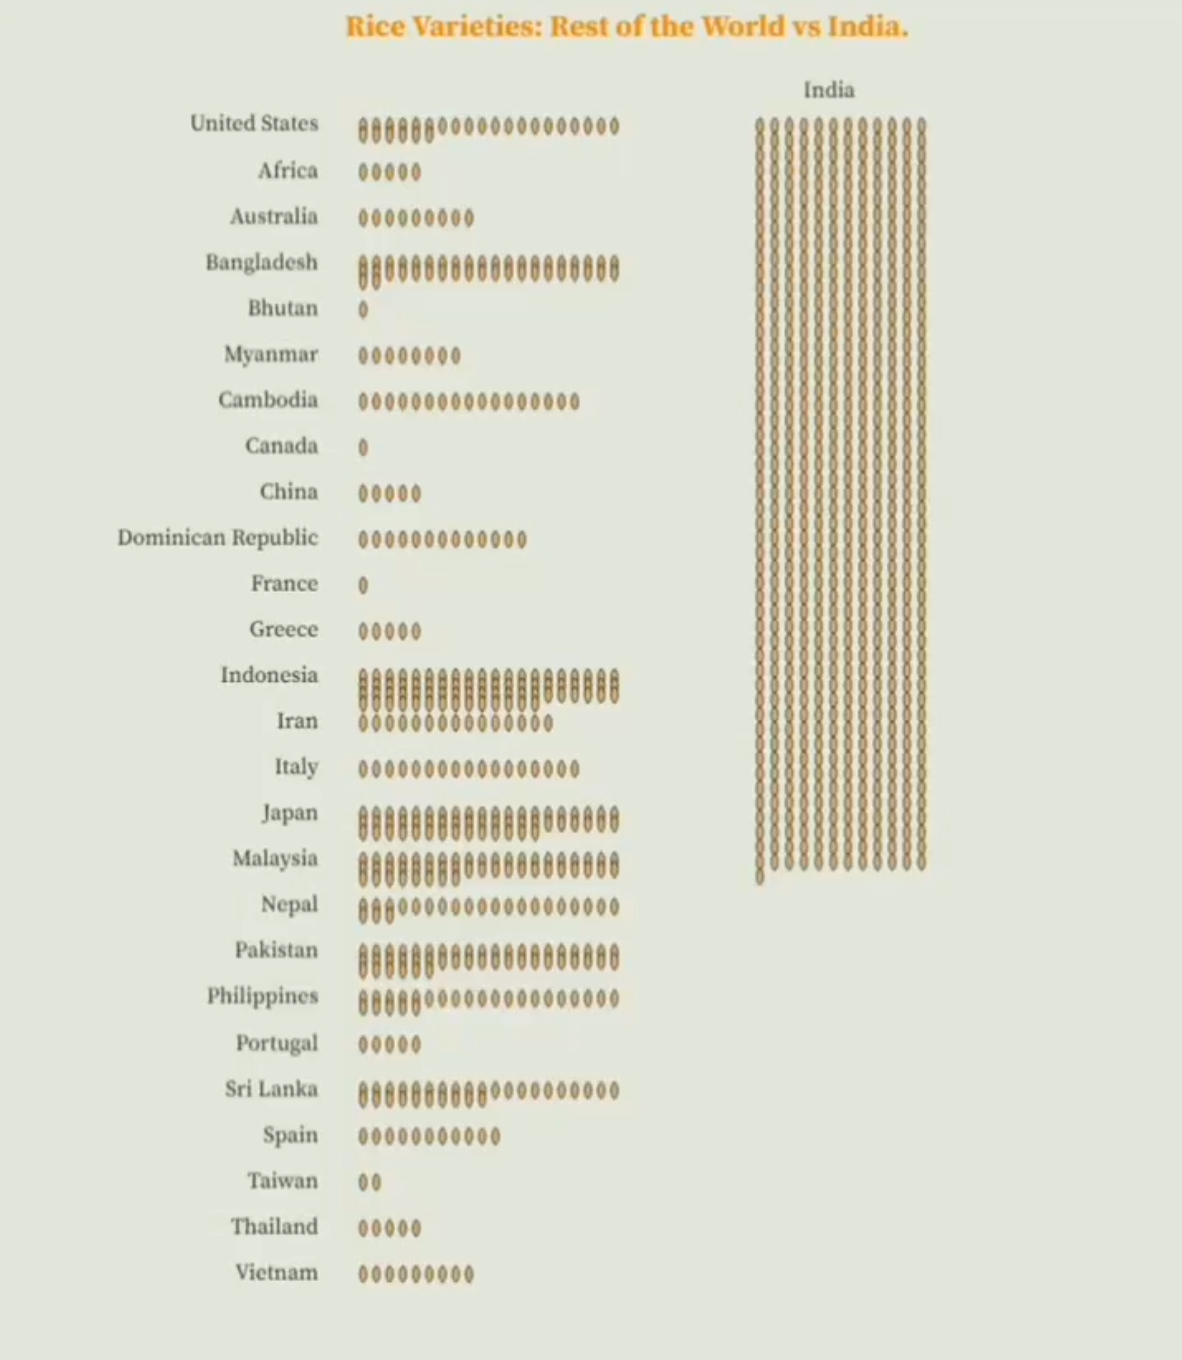 Rice Varieties: Rest of the World vs India.
India
United States
Africa
Australia
Bangladesh
Bhutan
Myanmar
Cambodia
Canada
China
Dominican Republic
France
Greece
Indonesia
Iran
Italy
Japan
Malaysia
Nepal
Pakistan
Philippines
Portugal
Sri Lanka
Spain
Taiwan
Thailand
Vietnam